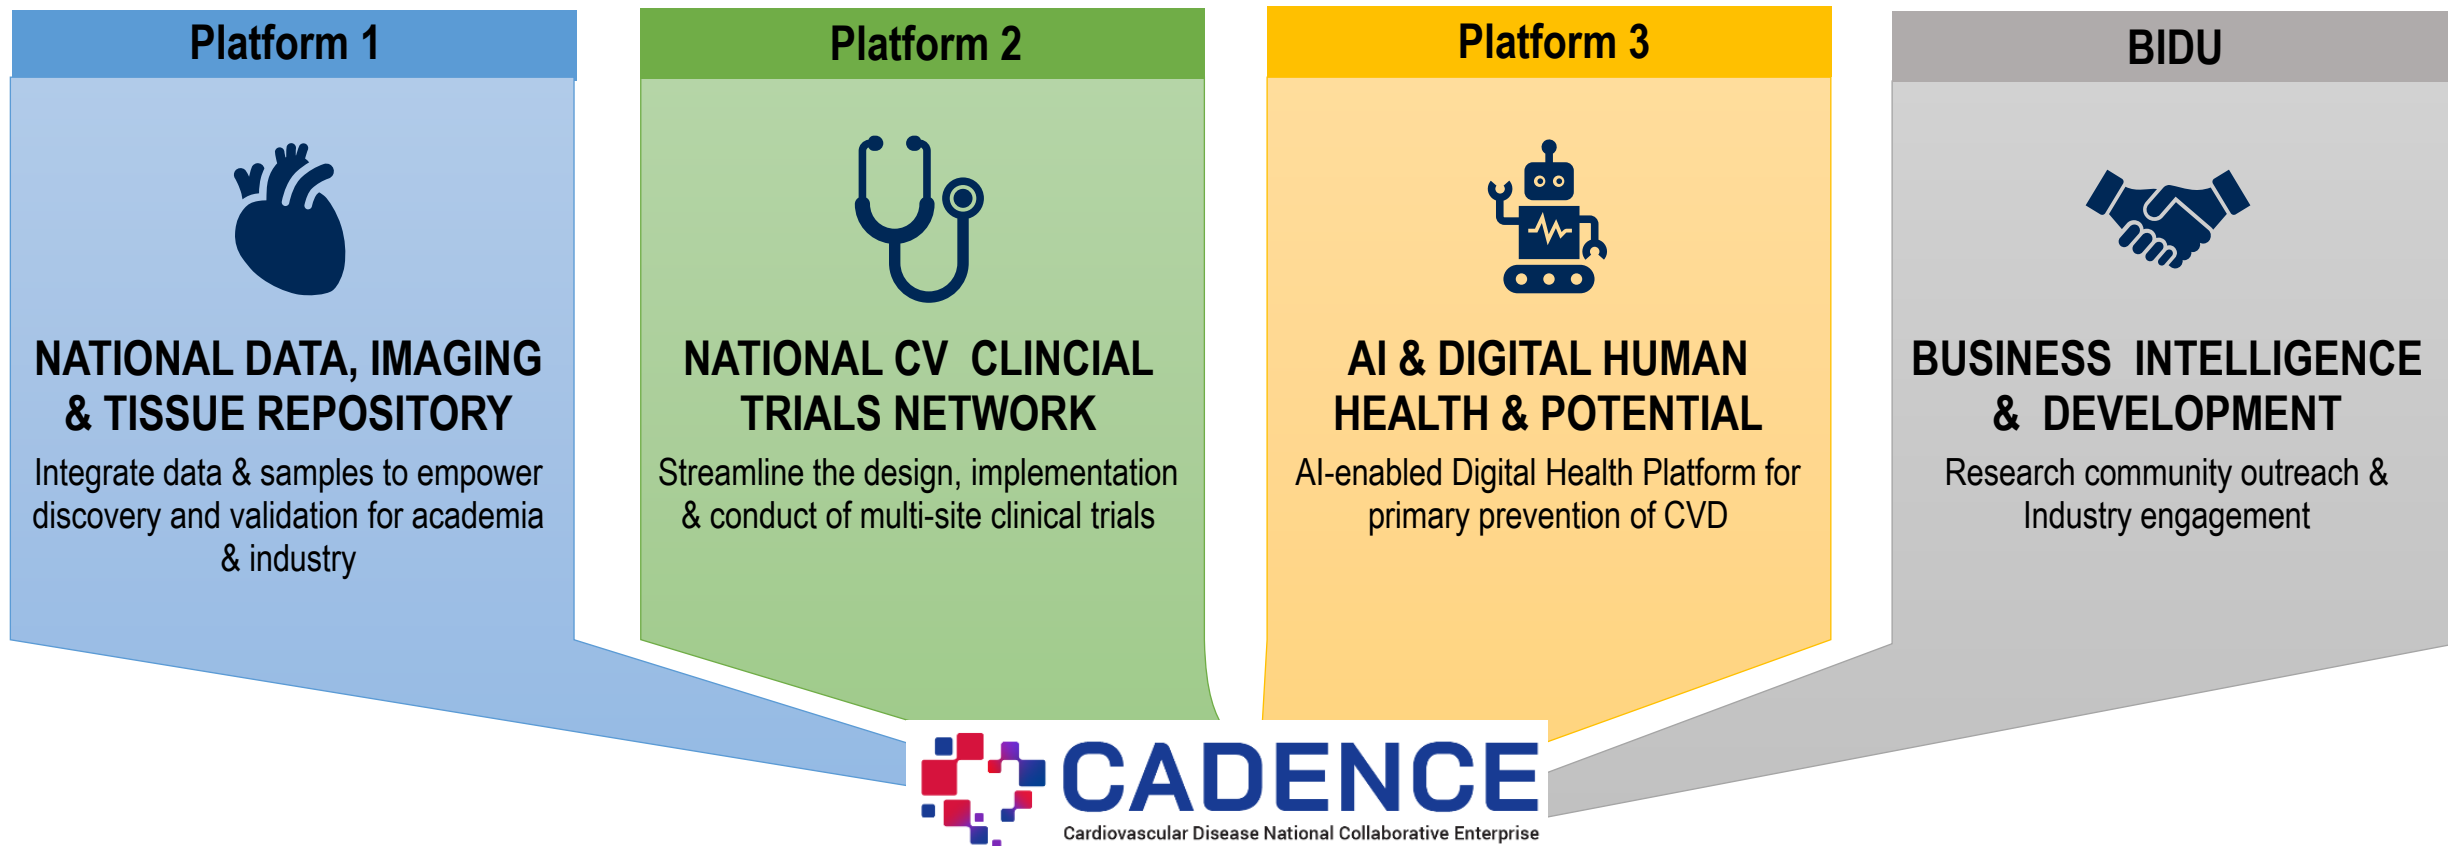 Platform 1
NATIONAL DATA, IMAGING
& TISSUE REPOSITORY
Integrate data & samples to empower
discovery and validation for academia
& industry
Platform 2
NATIONAL CV CLINCIAL
TRIALS NETWORK
Streamline the design, implementation
& conduct of multi-site clinical trials
Platform 3
AI & DIGITAL HUMAN
HEALTH & POTENTIAL
AI-enabled Digital Health Platform for
primary prevention of CVD
BIDU
BUSINESS INTELLIGENCE
& DEVELOPMENT
Research community outreach &
Industry engagement
CADENCE
Cardiovascular Disease National Collaborative Enterprise